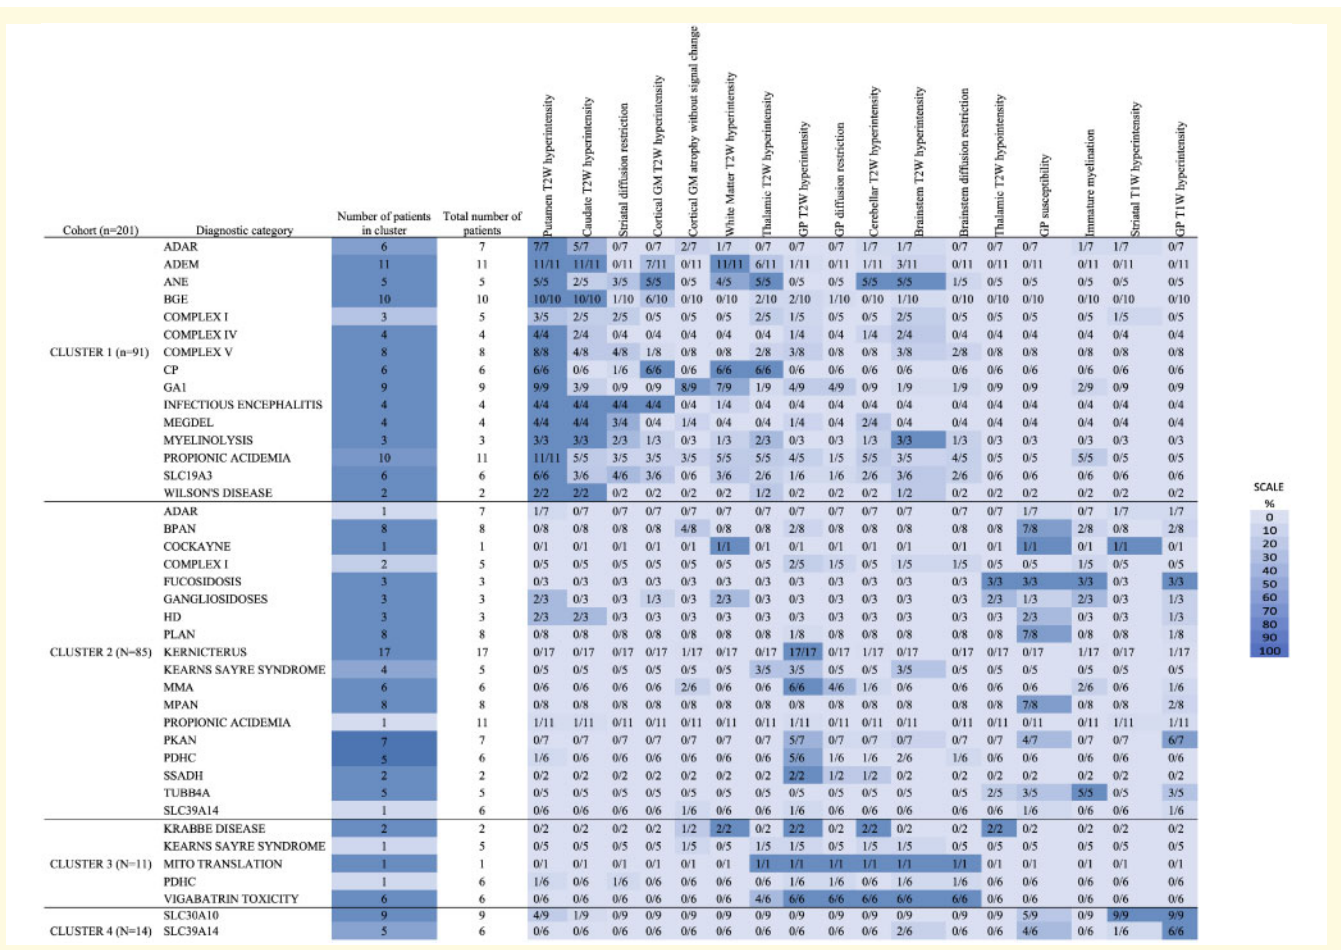 Putamen T2W hyperintensity
Caudate T2W hyperintensity
Striatal diffusion restriction
Cortical GM T2W hyperintensity
Cortical GM atrophy without signal change
White Matter T2W hyperintensity
Thalamic T2W hyperintensity
GP T2W hyperintensity
GP diffusion restriction
Cerebellar T2W hyperintensity
Brainstem T2W hyperintensity
Brainstem diffusion restriction
Thalamic T2W hypointensity
GP susceptibility
Immature myelination
Striatal T1W hyperintensity
GP T1W hyperintensity
Cohort (n=201) Diagnostic category Number of patients in cluster Total number of patients
ADAR 6 7 7/7 5/7 0/7 0/7 2/7 1/7 0/7 0/7 0/7 1/7 1/7 0/7 0/7 0/7 1/7 1/7 0/7
ADEM 11 11 11/11 11/11 0/11 7/11 0/11 11/11 6/11 1/11 0/11 1/11 3/11 0/11 0/11 0/11 0/11 0/11 0/11
ANE 5 5 5/5 2/5 3/5 5/5 0/5 4/5 5/5 0/5 0/5 5/5 5/5 1/5 0/5 0/5 0/5 0/5 0/5
BGE 10 10 10/10 10/10 1/10 6/10 0/10 0/10 2/10 2/10 1/10 0/10 1/10 0/10 0/10 0/10 0/10 0/10 0/10
COMPLEX I 3 5 3/5 2/5 2/5 0/5 0/5 0/5 2/5 1/5 0/5 0/5 2/5 0/5 0/5 0/5 0/5 1/5 0/5
COMPLEX IV 4 4 4/4 2/4 0/4 0/4 0/4 0/4 0/4 1/4 0/4 1/4 2/4 0/4 0/4 0/4 0/4 0/4 0/4
CLUSTER 1 (n=91) COMPLEX V 8 8 8/8 4/8 4/8 1/8 0/8 0/8 2/8 3/8 0/8 0/8 3/8 2/8 0/8 0/8 0/8 0/8 0/8
CP 6 6 6/6 0/6 1/6 6/6 0/6 6/6 6/6 0/6 0/6 0/6 0/6 0/6 0/6 0/6 0/6 0/6 0/6
GA1 9 9 9/9 3/9 0/9 0/9 8/9 7/9 1/9 4/9 4/9 0/9 1/9 1/9 0/9 0/9 2/9 0/9 0/9
INFECTIOUS ENCEPHALITIS 4 4 4/4 4/4 4/4 4/4 0/4 1/4 0/4 0/4 0/4 0/4 0/4 0/4 0/4 0/4 0/4 0/4 0/4
MEGDEL 4 4 4/4 4/4 3/4 0/4 1/4 0/4 0/4 1/4 0/4 2/4 0/4 0/4 0/4 0/4 0/4 0/4 0/4
MYELINOLYSIS 3 3 3/3 3/3 2/3 1/3 0/3 1/3 2/3 0/3 0/3 1/3 3/3 1/3 0/3 0/3 0/3 0/3 0/3
PROPIONIC ACIDEMIA 10 11 11/11 5/5 3/5 3/5 3/5 5/5 5/5 4/5 1/5 2/5 3/5 4/5 0/5 0/5 5/5 0/5 0/5
SLC19A3 6 6 6/6 3/6 4/6 3/6 0/6 3/6 2/6 1/6 1/6 2/6 3/6 2/6 0/6 0/6 0/6 0/6 0/6
WILSON'S DISEASE 2 2 2/2 2/2 0/2 0/2 0/2 0/2 1/2 0/2 0/2 0/2 1/2 0/2 0/2 0/2 0/2 0/2 0/2
ADAR 1 7 1/7 0/7 0/7 0/7 0/7 0/7 0/7 0/7 0/7 0/7 0/7 0/7 0/7 1/7 0/7 1/7 1/7
BPAN 8 8 0/8 0/8 0/8 0/8 4/8 0/8 0/8 2/8 0/8 0/8 0/8 0/8 0/8 7/8 2/8 0/8 2/8
COCKAYNE 1 1 0/1 0/1 0/1 0/1 0/1 1/1 0/1 0/1 0/1 0/1 0/1 0/1 0/1 1/1 0/1 1/1 0/1
COMPLEX I 2 5 0/5 0/5 0/5 0/5 0/5 0/5 0/5 2/5 1/5 0/5 1/5 1/5 0/5 0/5 1/5 0/5 0/5
FUCOSIDOSIS 3 3 0/3 0/3 0/3 0/3 0/3 0/3 0/3 0/3 0/3 0/3 0/3 0/3 3/3 3/3 3/3 0/3 3/3
GANGLIOSIDOSES 3 3 2/3 0/3 0/3 1/3 0/3 2/3 0/3 0/3 0/3 0/3 0/3 0/3 2/3 1/3 2/3 0/3 1/3
HD 3 3 2/3 2/3 0/3 0/3 0/3 0/3 0/3 0/3 0/3 0/3 0/3 0/3 0/3 2/3 0/3 0/3 1/3
PLAN 8 8 0/8 0/8 0/8 0/8 0/8 0/8 0/8 1/8 0/8 0/8 0/8 0/8 0/8 7/8 0/8 0/8 1/8
CLUSTER 2 (N=85) KERNICTERUS 17 17 0/17 0/17 0/17 0/17 1/17 0/17 0/17 17/17 0/17 1/17 0/17 0/17 0/17 0/17 1/17 0/17 1/17
KEARNS SAYRE SYNDROME 4 5 0/5 0/5 0/5 0/5 0/5 0/5 3/5 3/5 0/5 0/5 3/5 0/5 0/5 0/5 0/5 0/5 0/5
MMA 6 6 0/6 0/6 0/6 0/6 2/6 0/6 0/6 6/6 4/6 1/6 0/6 0/6 0/6 0/6 2/6 0/6 1/6
MPAN 8 8 0/8 0/8 0/8 0/8 0/8 0/8 0/8 0/8 0/8 0/8 0/8 0/8 0/8 7/8 0/8 0/8 2/8
PROPIONIC ACIDEMIA 1 11 1/11 1/11 0/11 0/11 0/11 0/11 0/11 1/11 0/11 0/11 0/11 0/11 0/11 0/11 0/11 1/11 1/11
PKAN 7 7 0/7 0/7 0/7 0/7 0/7 0/7 0/7 5/7 0/7 0/7 0/7 0/7 0/7 4/7 0/7 0/7 6/7
PDHC 5 6 1/6 0/6 0/6 0/6 0/6 0/6 0/6 5/6 1/6 1/6 2/6 1/6 0/6 0/6 0/6 0/6 0/6
SSADH 2 2 0/2 0/2 0/2 0/2 0/2 0/2 0/2 2/2 1/2 1/2 0/2 0/2 0/2 0/2 0/2 0/2 0/2
TUBB4A 5 5 0/5 0/5 0/5 0/5 0/5 0/5 0/5 0/5 0/5 0/5 0/5 0/5 2/5 3/5 5/5 0/5 3/5
SLC39A14 1 6 0/6 0/6 0/6 0/6 1/6 0/6 0/6 1/6 0/6 0/6 0/6 0/6 0/6 1/6 0/6 0/6 1/6
KRABBE DISEASE 2 2 0/2 0/2 0/2 0/2 1/2 2/2 0/2 2/2 0/2 2/2 0/2 0/2 2/2 0/2 0/2 0/2 0/2
KEARNS SAYRE SYNDROME 1 5 0/5 0/5 0/5 0/5 1/5 0/5 1/5 1/5 0/5 1/5 1/5 0/5 0/5 0/5 0/5 0/5 0/5
CLUSTER 3 (N=11) MITO TRANSLATION 1 1 0/1 0/1 0/1 0/1 0/1 0/1 1/1 1/1 1/1 1/1 1/1 1/1 0/1 0/1 0/1 0/1 0/1
PDHC 1 6 1/6 0/6 1/6 0/6 0/6 0/6 0/6 1/6 1/6 0/6 1/6 1/6 0/6 0/6 0/6 0/6 0/6
VIGABATRIN TOXICITY 6 6 0/6 0/6 0/6 0/6 0/6 0/6 4/6 6/6 6/6 6/6 6/6 6/6 0/6 0/6 0/6 0/6 0/6
SLC30A10 9 9 4/9 1/9 0/9 0/9 0/9 0/9 0/9 0/9 0/9 0/9 0/9 0/9 0/9 5/9 0/9 9/9 9/9
CLUSTER 4 (N=14) SLC39A14 5 6 0/6 0/6 0/6 0/6 0/6 0/6 0/6 0/6 0/6 0/6 2/6 0/6 0/6 4/6 0/6 1/6 6/6
SCALE
%
0
10
20
30
40
50
60
70
80
90
100